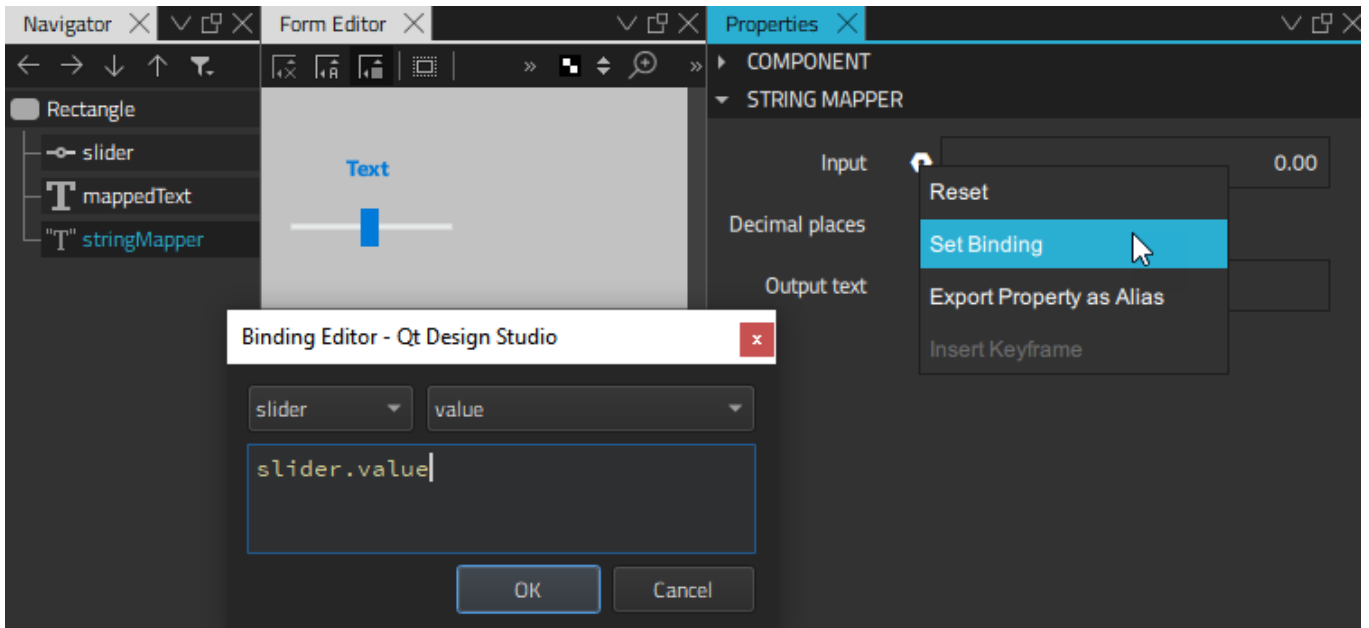 Navigator
Form Editor
Properties
COMPONENT
STRING MAPPER
Rectangle
slider
mappedText
"T" stringMapper
Text
Input
0.00
Decimal places
Output text
Reset
Set Binding
Export Property as Alias
Insert Keyframe
Binding Editor - Qt Design Studio
x
slider
value
slider.value
OK
Cancel